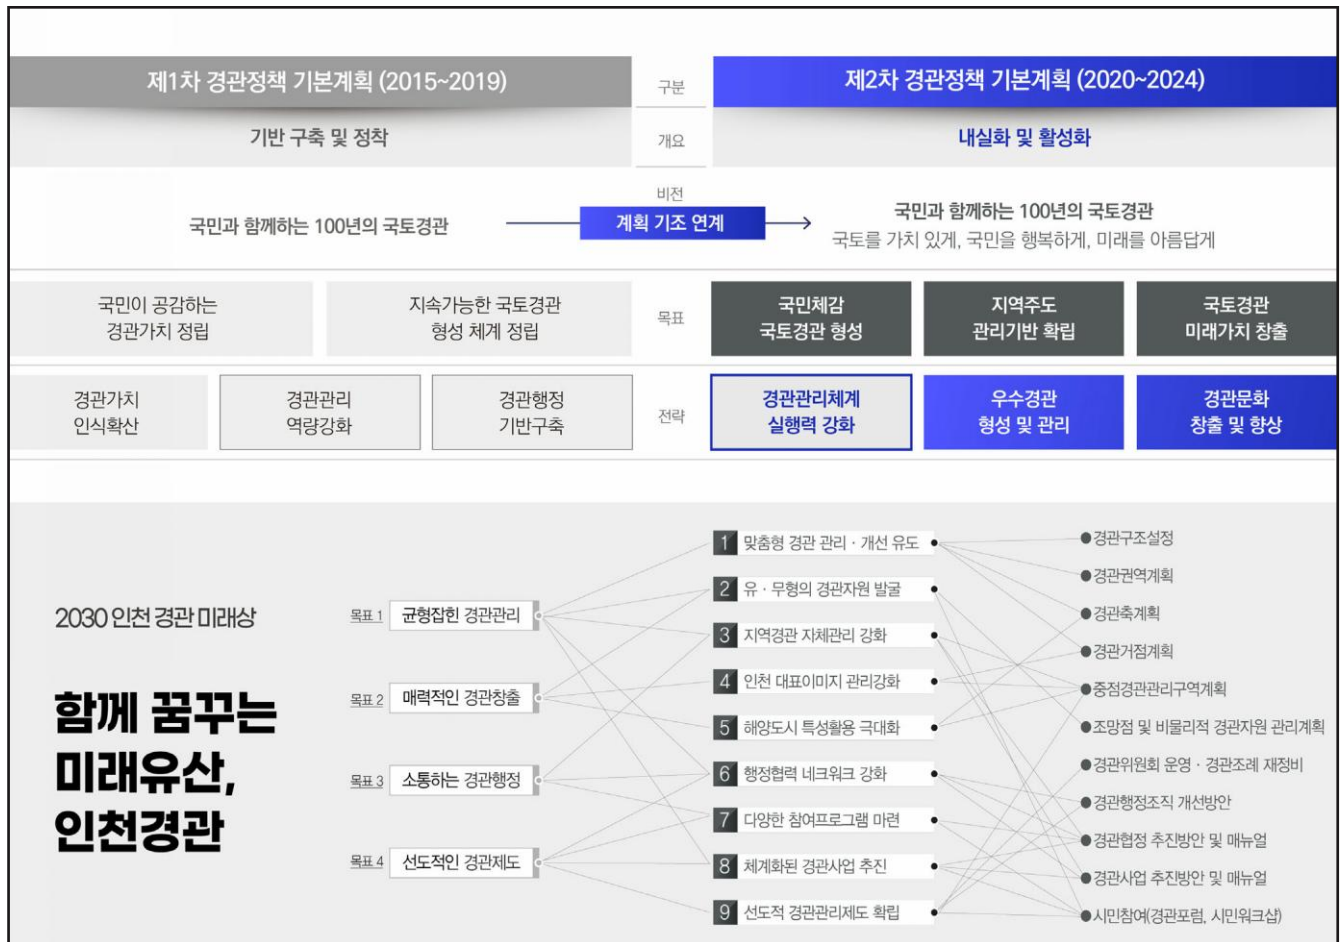 제1차 경관정책 기본계획 (2015~2019)
구분
제2차 경관정책 기본계획 (2020~2024)
기반 구축 및 정착
개요
내실화 및 활성화
비전
국민과 함께하는 100년의 국토경관
계획 기조 연계
국민과 함께하는 100년의 국토경관
국토를 가치 있게, 국민을 행복하게, 미래를 아름답게
국민이 공감하는
경관가치 정립
지속가능한 국토경관
형성 체계 정립
목표
국민체감
국토경관 형성
지역주도
관리기반 확립
국토경관
미래가치 창출
경관가치
인식확산
경관관리
역량강화
경관행정
기반구축
전략
경관관리체계
실행력 강화
우수경관
형성 및 관리
경관문화
창출 및 향상
2030 인천 경관 미래상
함께 꿈꾸는
미래유산,
인천경관
목표 1 균형잡힌 경관관리
목표 2 매력적인 경관창출
목표 3 소통하는 경관행정
목표 4 선도적인 경관제도
1 맞춤형 경관 관리 · 개선 유도
2 유 · 무형의 경관자원 발굴
3 지역경관 자체관리 강화
4 인천 대표이미지 관리강화
5 해양도시 특성활용 극대화
6 행정협력 네크워크 강화
7 다양한 참여프로그램 마련
8 체계화된 경관사업 추진
9 선도적 경관관리제도 확립
●경관구조설정
●경관권역계획
●경관축계획
●경관거점계획
●중점경관관리구역계획
●조망점 및 비물리적 경관자원 관리계획
●경관위원회 운영 · 경관조례 재정비
●경관행정조직 개선방안
●경관협정 추진방안 및 매뉴얼
●경관사업 추진방안 및 매뉴얼
●시민참여(경관포럼, 시민워크샵)